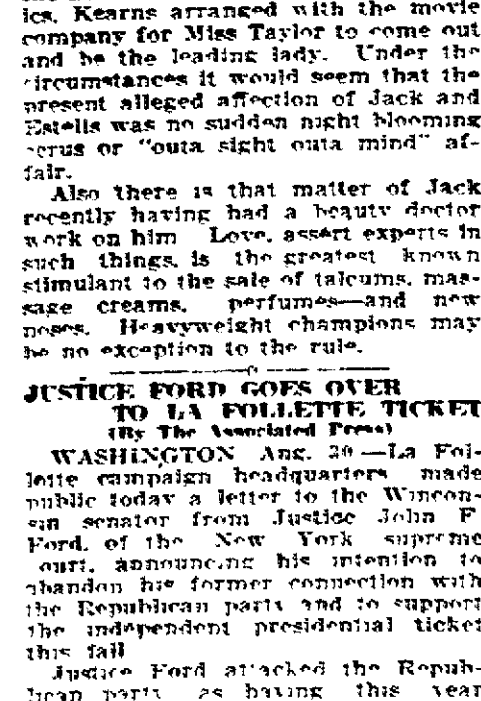 ics, Kearns arranged with the movie
company for Miss Taylor to come out
and be the leading lady. Under the
circumstances it would seem that the
present alleged affection of Jack and
Estells was no sudden night blooming
cerus or "outa sight outa mind" af-
fair.
Also there is that matter of Jack
recently having had a beauty doctor
work on him Love, assert experts in
such things, is the greatest known
stimulant to the sale of talcums, mas-
sage creams, perfumes—and new
noses. Heavyweight champions may
be no exception to the rule.
JUSTICE FORD GOES OVER
TO LA FOLLETTE TICKET
(By The Associated Press)
WASHINGTON Aug. 20—La Fol-
lette campaign headquarters made
public today a letter to the Wincon-
sin senator from Justice John F
Ford, of the New York supreme
court, announcing his intention to
abandon his former connection with
the Republican party and to support
the independent presidential ticket
this fall
Justice Ford attacked the Repub-
lican party as having this year